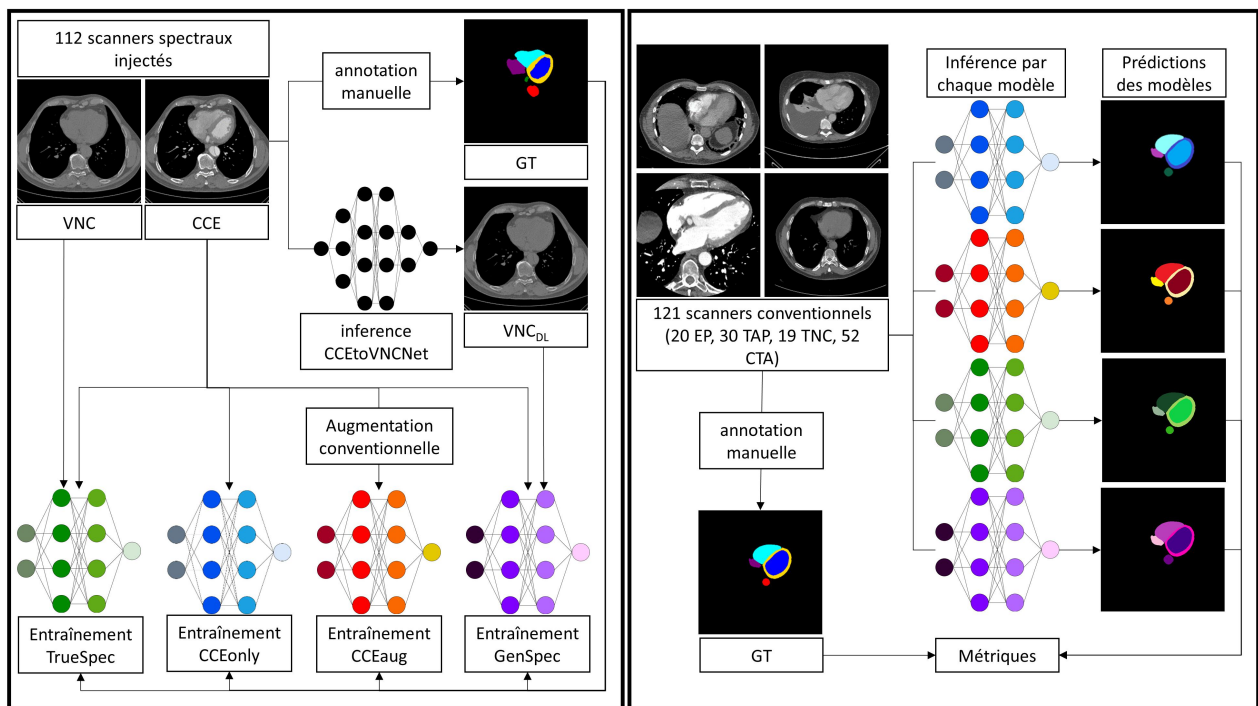 112 scanners spectraux
injectés
VNC
CCE
annotation
manuelle
GT
inférence
CCEtoVNCNet
VNC_DL
Augmentation
conventionnelle
Entraînement
TrueSpec
Entraînement
CCEonly
Entraînement
CCEaug
Entraînement
GenSpec
121 scanners conventionnels
(20 EP, 30 TAP, 19 TNC, 52
CTA)
annotation
manuelle
GT
Inférence par
chaque modèle
Prédictions
des modèles
Métriques